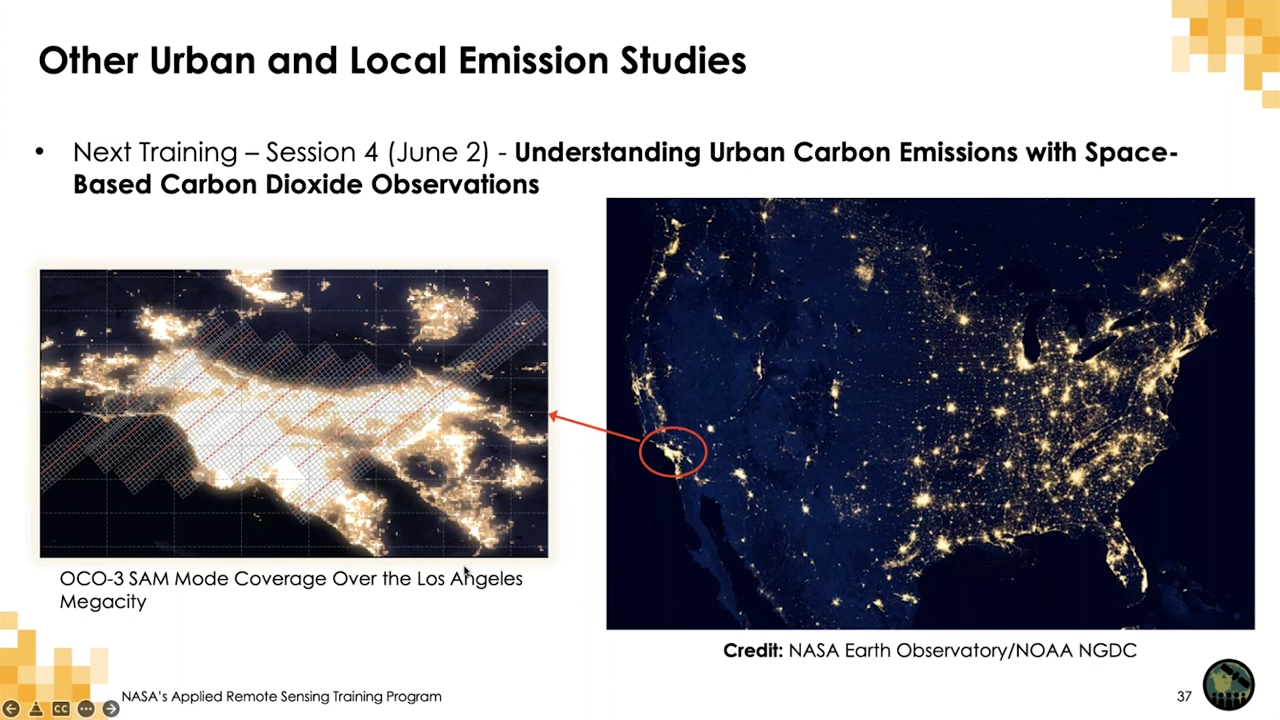 Other Urban and Local Emission Studies
• Next Training – Session 4 (June 2) - Understanding Urban Carbon Emissions with Space-
Based Carbon Dioxide Observations
OCO-3 SAM Mode Coverage Over the Los Angeles
Megacity
Credit: NASA Earth Observatory/NOAA NGDC
CC
NASA's Applied Remote Sensing Training Program
37